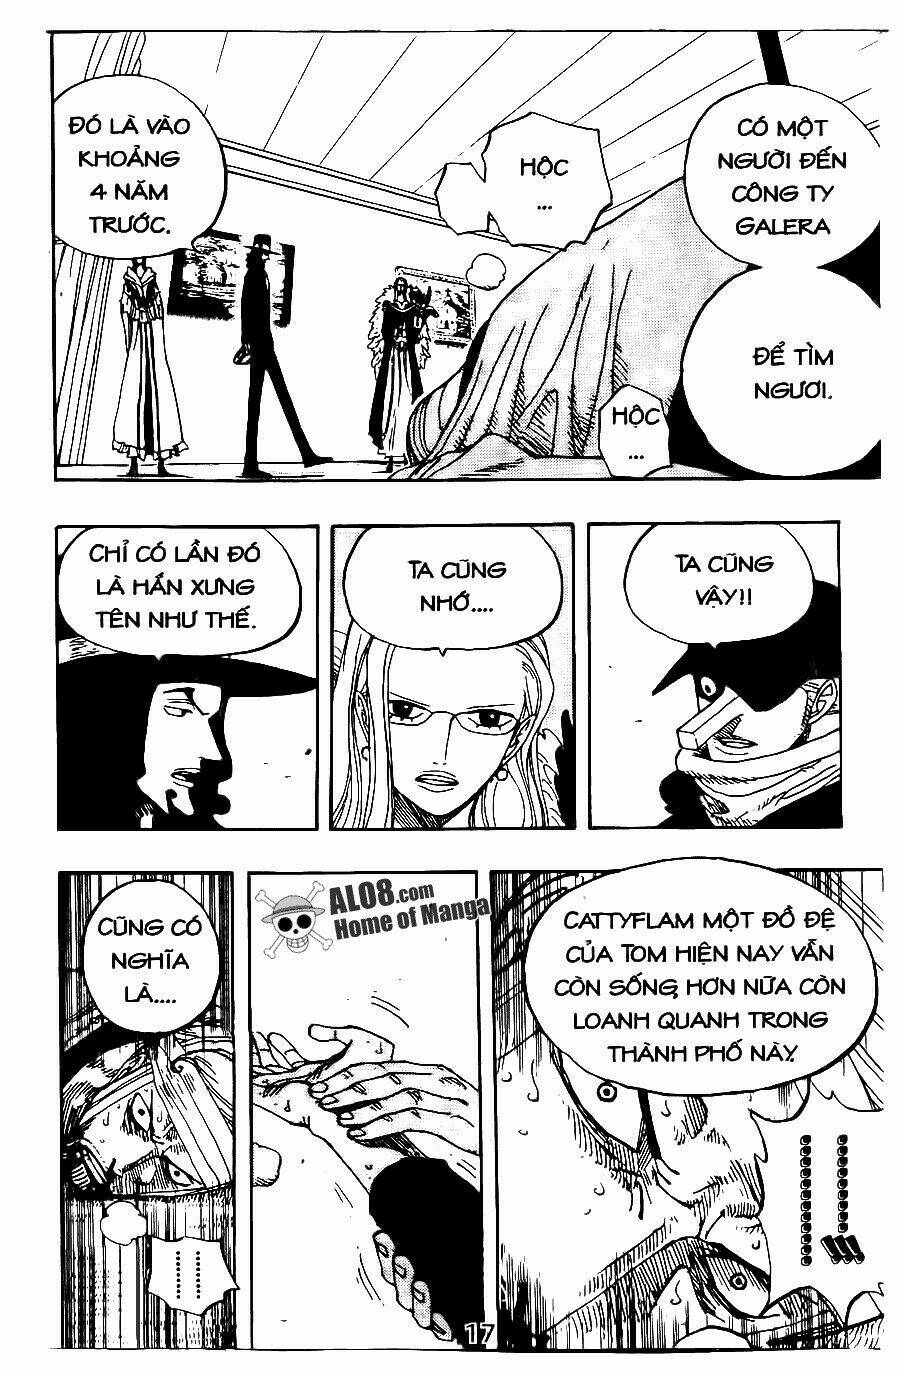 CÓ MỘT
NGƯỜI ĐẾN
CÔNG TY
GALERA
ĐỂ TÌM
NGƯƠI.
HỘC
...
HỘC
...
ĐÓ LÀ VÀO
KHOẢNG
4 NĂM
TRƯỚC.
TA CŨNG
VẬY!!
TA CŨNG
NHỚ....
CHỈ CÓ LẦN ĐÓ
LÀ HẮN XƯNG
TÊN NHƯ THẾ.
CATTYFLAM MỘT ĐỒ ĐỆ
CỦA TOM HIỆN NAY VẪN
CÒN SỐNG, HƠN NỮA CÒN
LOANH QUANH TRONG
THÀNH PHỐ NÀY.
!!
ALO8.com
Home of Manga
CŨNG CÓ
NGHĨA
LÀ....
17